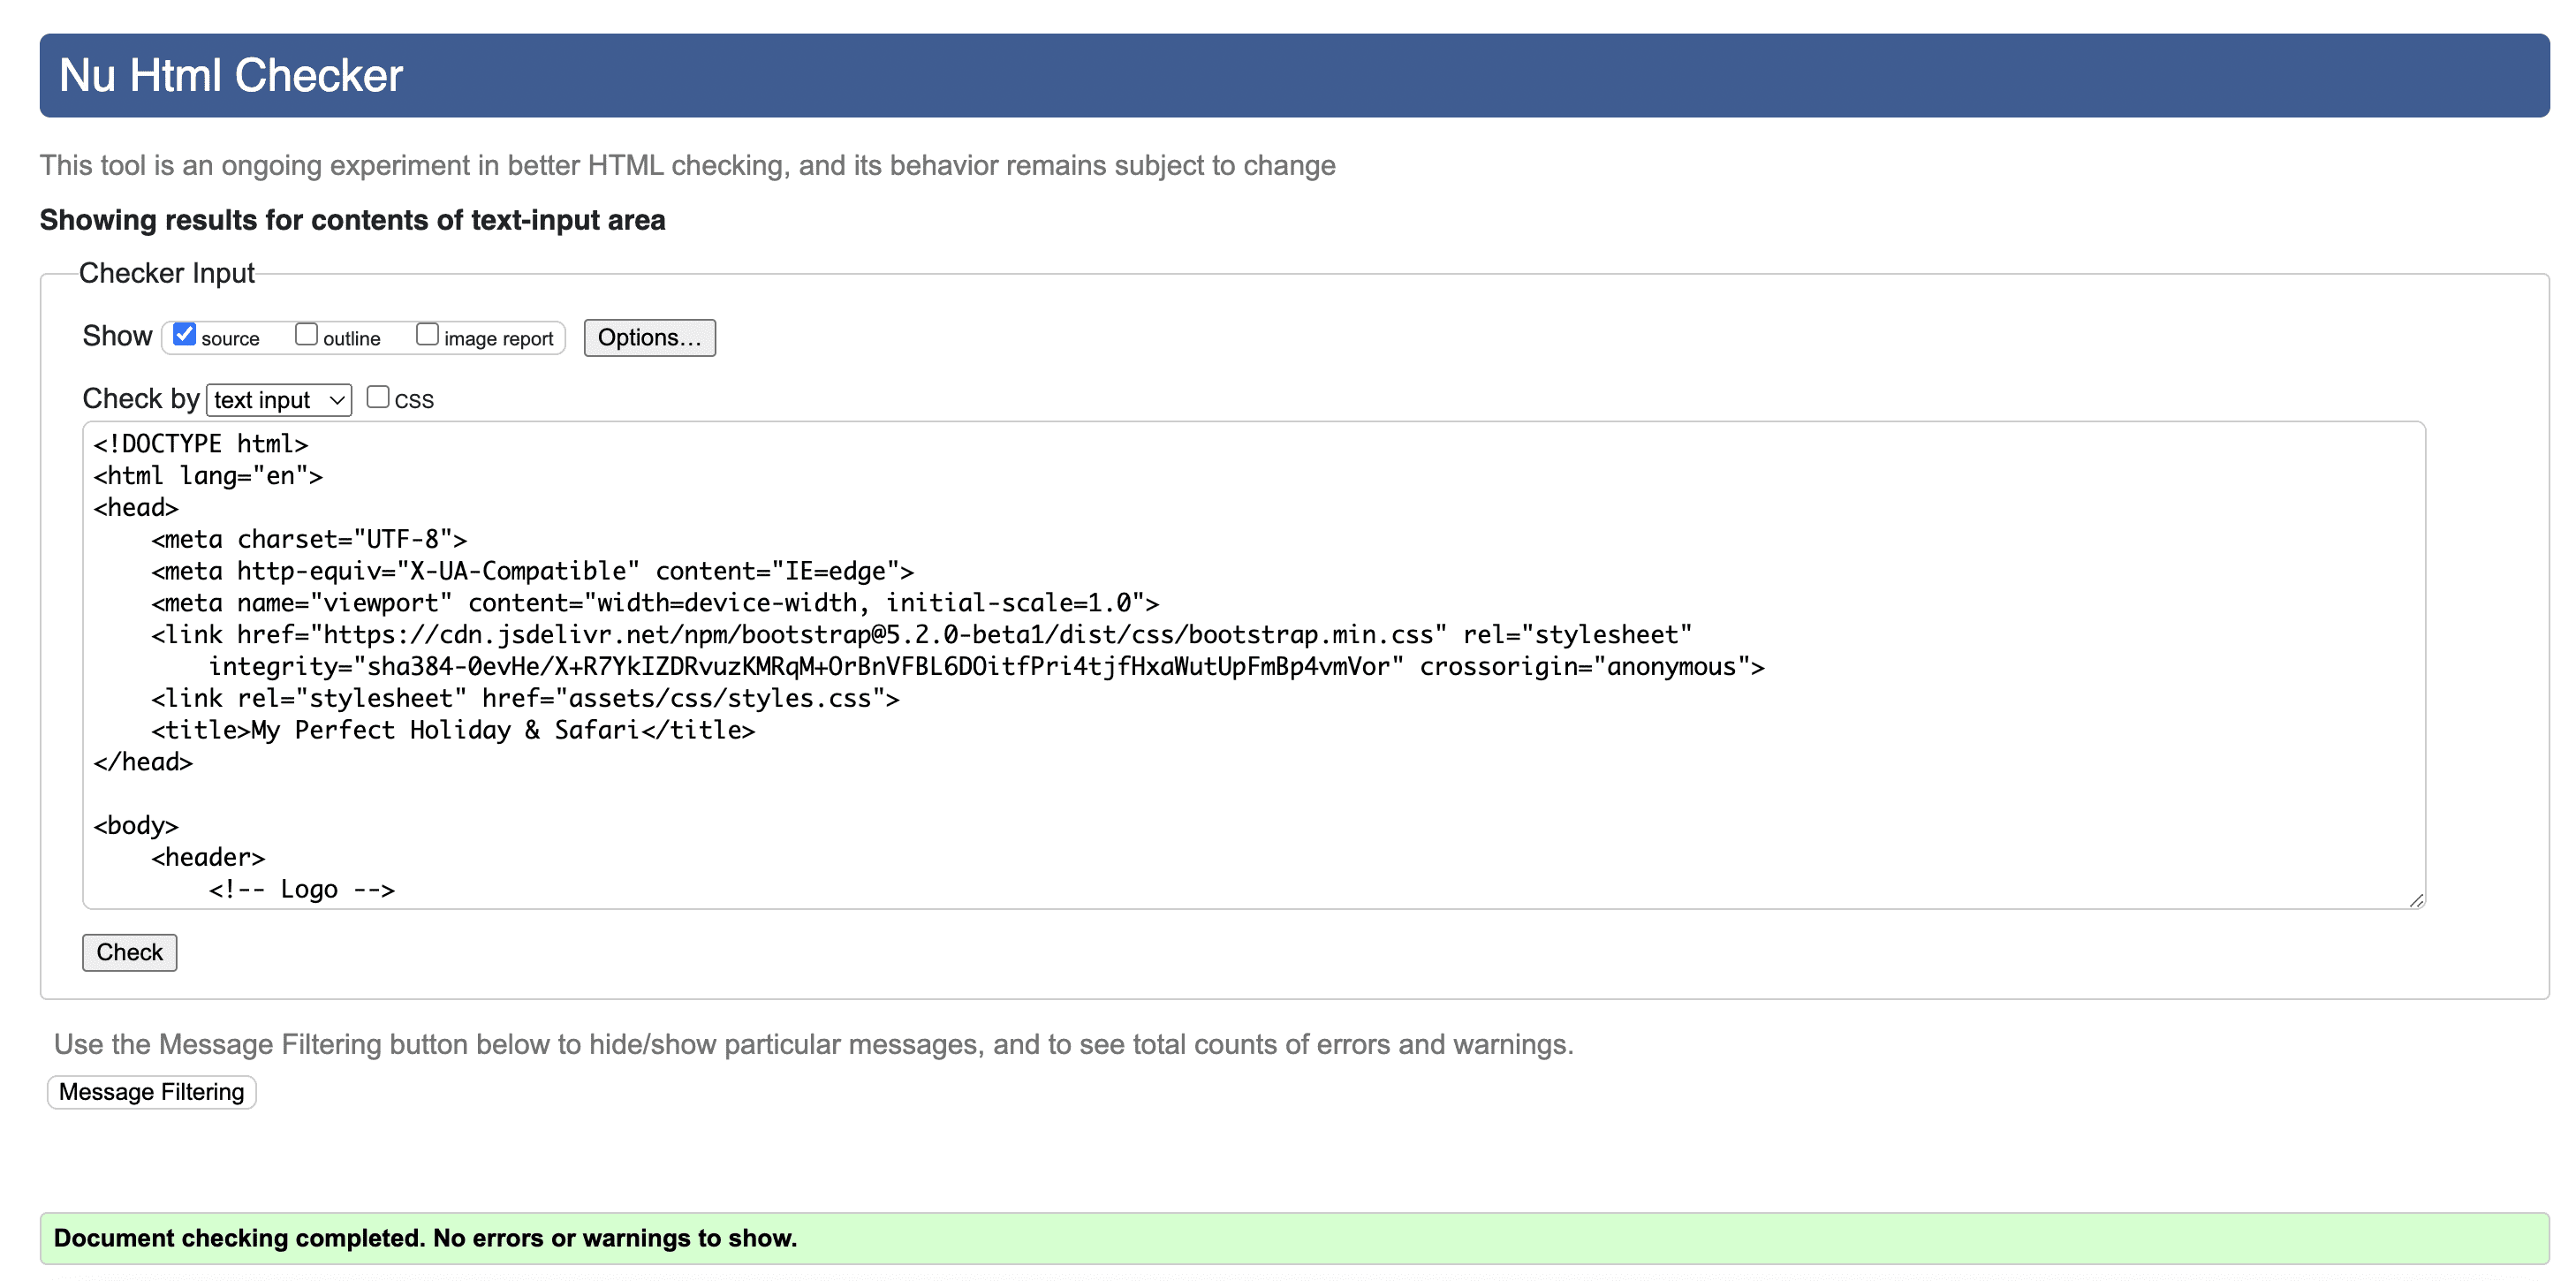 Nu Html Checker
This tool is an ongoing experiment in better HTML checking, and its behavior remains subject to change
Showing results for contents of text-input area
Checker Input
Show source outline image report Options...
Check by text input CSS
<!DOCTYPE html>
<html lang="en">
<head>
    <meta charset="UTF-8">
    <meta http-equiv="X-UA-Compatible" content="IE=edge">
    <meta name="viewport" content="width=device-width, initial-scale=1.0">
    <link href="https://cdn.jsdelivr.net/npm/bootstrap@5.2.0-beta1/dist/css/bootstrap.min.css" rel="stylesheet"
        integrity="sha384-0evHe/X+R7YkIZDRvuzKMRqM+OrBnVFBL6DOitfPri4tjfHxaWutUpFmBp4vmVor" crossorigin="anonymous">
    <link rel="stylesheet" href="assets/css/styles.css">
    <title>My Perfect Holiday & Safari</title>
</head>
<body>
    <header>
        <!-- Logo -->
Check
Use the Message Filtering button below to hide/show particular messages, and to see total counts of errors and warnings.
Message Filtering
Document checking completed. No errors or warnings to show.